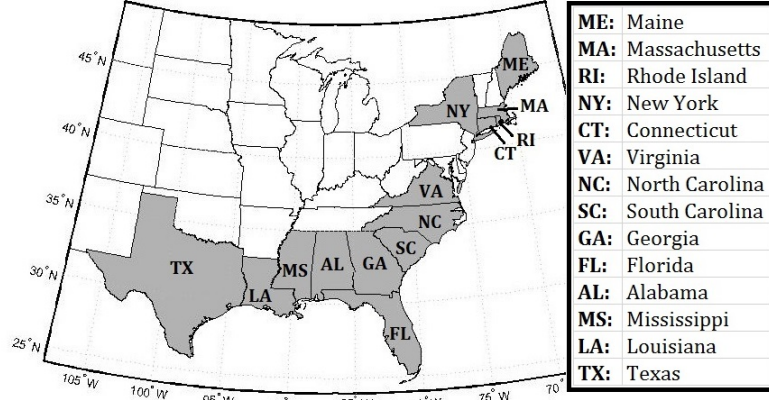 45°N
40°N
35°N
30°N
25°N
105°W
100°W
75°W
70°
ME
NY
MA
RI
CT
VA
NC
SC
TX
LA
MS
AL
GA
FL
ME: Maine
MA: Massachusetts
RI: Rhode Island
NY: New York
CT: Connecticut
VA: Virginia
NC: North Carolina
SC: South Carolina
GA: Georgia
FL: Florida
AL: Alabama
MS: Mississippi
LA: Louisiana
TX: Texas